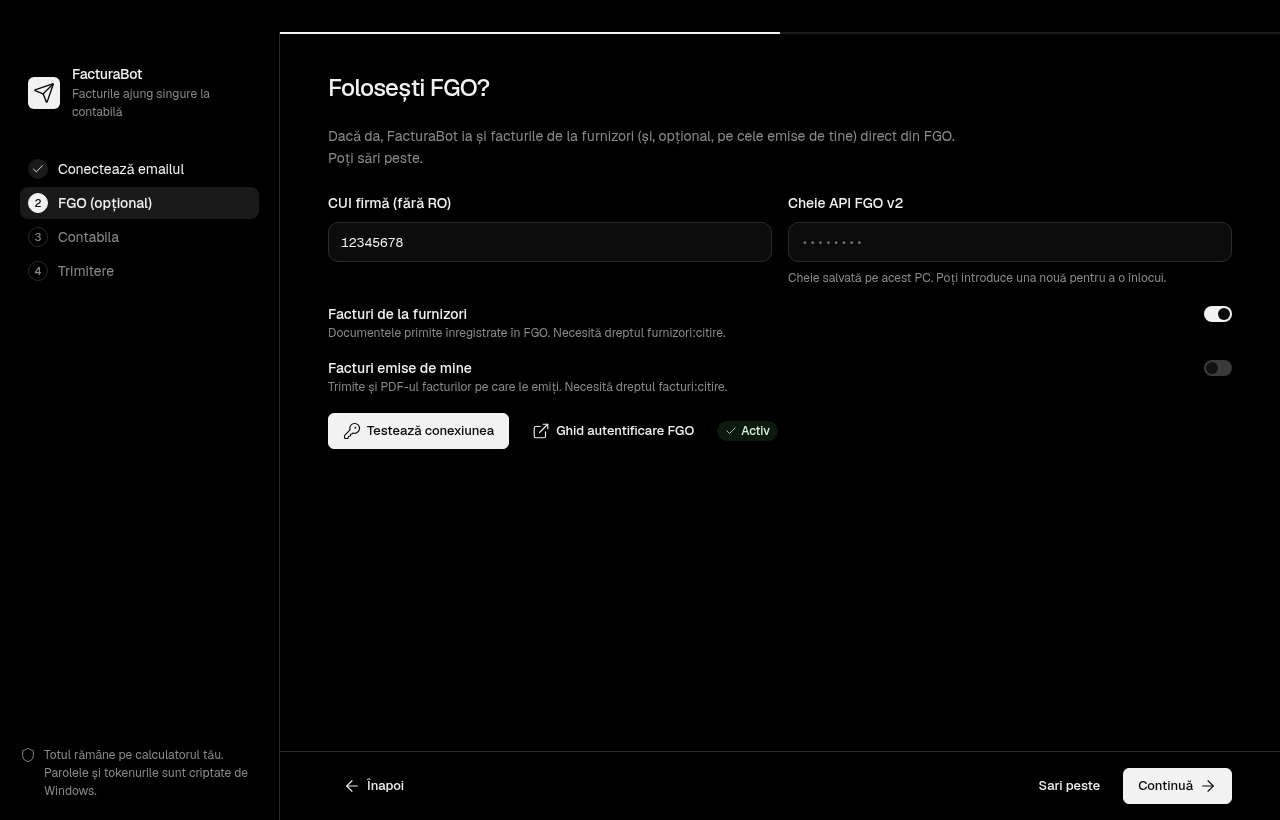 FacturaBot
Facturile ajung singure la
contabilă
Conectează emailul
2 FGO (opțional)
3 Contabila
4 Trimitere
Totul rămâne pe calculatorul tău.
Parolele și tokenurile sunt criptate de
Windows.
Folosești FGO?
Dacă da, FacturaBot ia și facturile de la furnizori (și, opțional, pe cele emise de tine) direct din FGO.
Poți sări peste.
CUI firmă (fără RO)
12345678
Cheie API FGO v2
••••••••
Cheie salvată pe acest PC. Poți introduce una nouă pentru a o înlocui.
Facturi de la furnizori
Documentele primite înregistrate în FGO. Necesită dreptul furnizori:citire.
Facturi emise de mine
Trimite și PDF-ul facturilor pe care le emiți. Necesită dreptul facturi:citire.
Testează conexiunea
Ghid autentificare FGO
Activ
Înapoi
Sari peste
Continuă